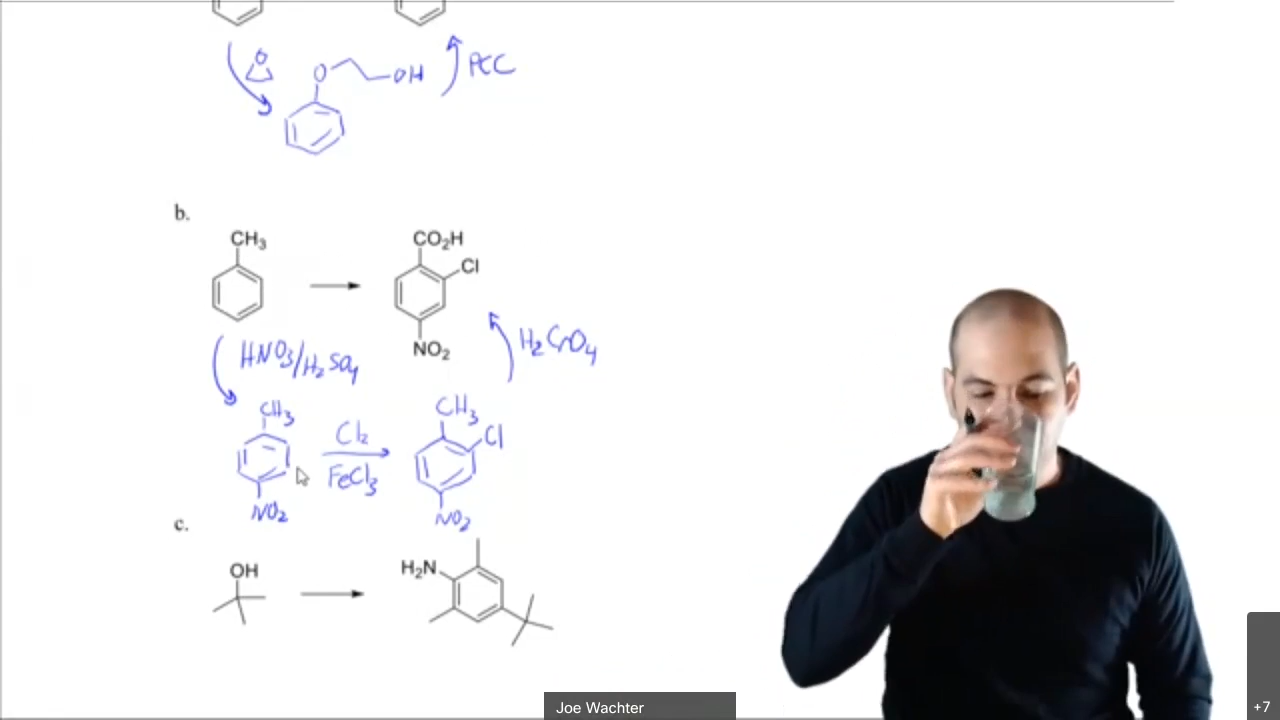 O
O OH PCC
b.
CH3 CO2H
Cl
NO2
HNO3/H2SO4 H2CrO4
CH3 Cl2 CH3
Cl
FeCl3
NO2 NO2
c.
OH H2N
Joe Wachter
+7